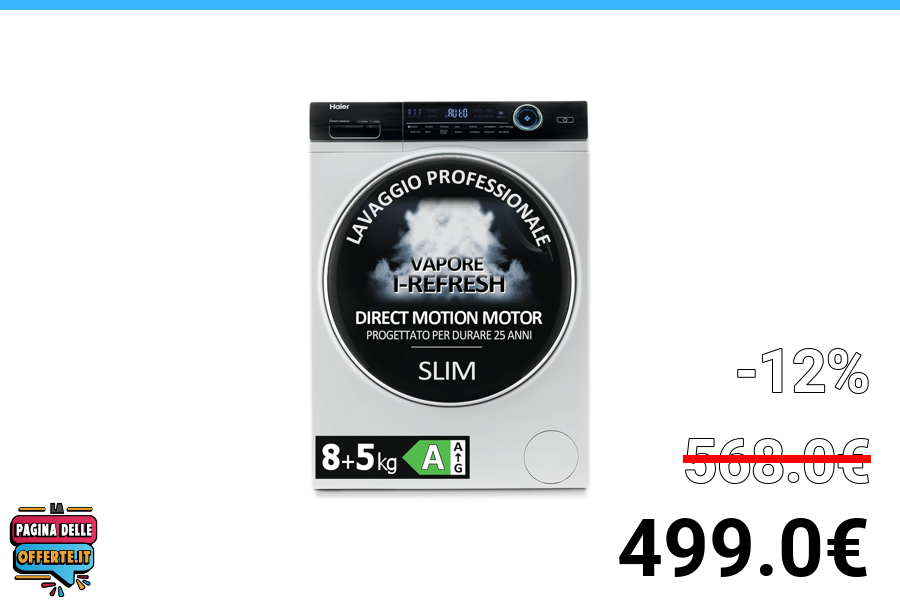 Haier
AUtO
LAVAGGIO PROFESSIONALE
VAPORE
I-REFRESH
DIRECT MOTION MOTOR
PROGETTATO PER DURARE 25 ANNI
SLIM
8+5kg
A
A
G
-12%
568.0€
499.0€
LA
PAGINA DELLE
OFFERTE.IT